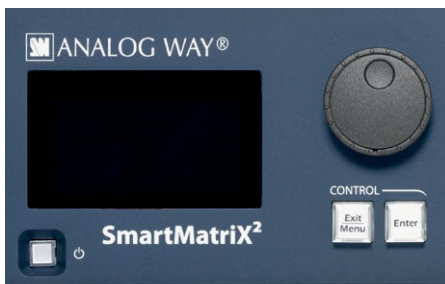 ANALOG WAY®
CONTROL
Exit
Menu
Enter
SmartMatriX²